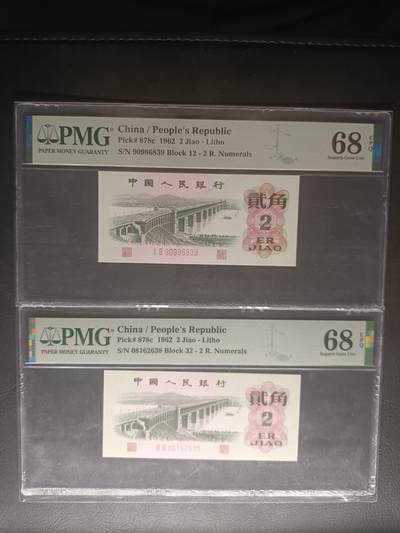 PMG
PAPER MONEY GUARANTY
China / People's Republic
Pick# 878c 1962 2 Jiao - Litho
S/N 90986839 Block 12 - 2 R. Numerals
68 EPQ
Superb Gem Unc
中國人民銀行
貳角
2
ER
JIAO
I II 90986839
PMG
PAPER MONEY GUARANTY
China / People's Republic
Pick# 878c 1962 2 Jiao - Litho
S/N 08162638 Block 32 - 2 R. Numerals
68 EPQ
Superb Gem Unc
中國人民銀行
貳角
2
ER
JIAO